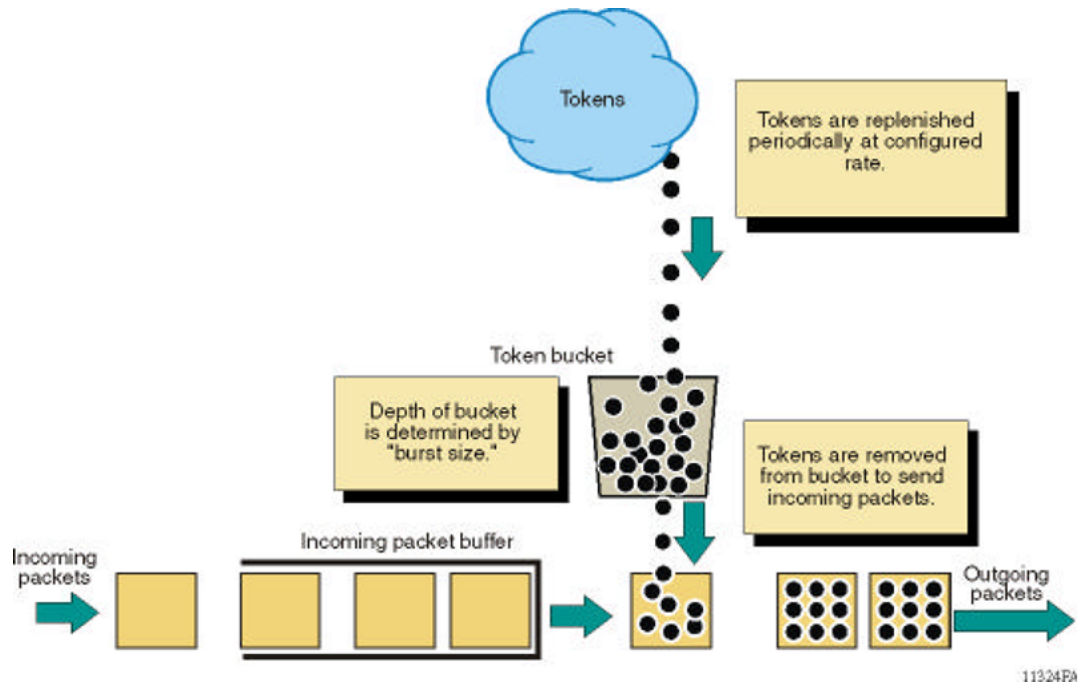 Tokens
Tokens are replenished
periodically at configured
rate.
Token bucket
Depth of bucket
is determined by
"burst size."
Tokens are removed
from bucket to send
incoming packets.
Incoming packet buffer
Incoming
packets
Outgoing
packets
11324FA